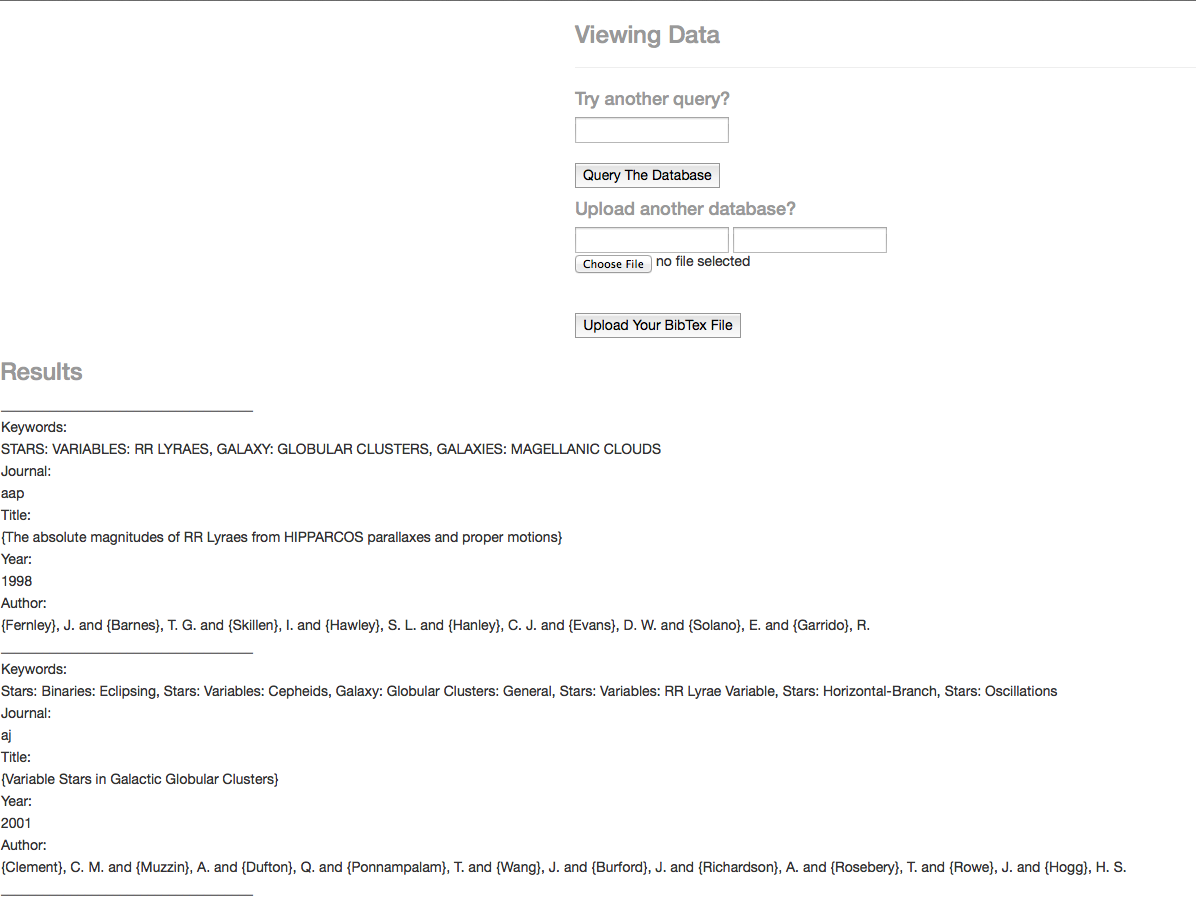 Viewing Data
Try another query?
Query The Database
Upload another database?
Choose File no file selected
Upload Your BibTex File
Results
Keywords:
STARS: VARIABLES: RR LYRAES, GALAXY: GLOBULAR CLUSTERS, GALAXIES: MAGELLANIC CLOUDS
Journal:
aap
Title:
{The absolute magnitudes of RR Lyraes from HIPPARCOS parallaxes and proper motions}
Year:
1998
Author:
{Fernley}, J. and {Barnes}, T. G. and {Skillen}, I. and {Hawley}, S. L. and {Hanley}, C. J. and {Evans}, D. W. and {Solano}, E. and {Garrido}, R.
Keywords:
Stars: Binaries: Eclipsing, Stars: Variables: Cepheids, Galaxy: Globular Clusters: General, Stars: Variables: RR Lyrae Variable, Stars: Horizontal-Branch, Stars: Oscillations
Journal:
aj
Title:
{Variable Stars in Galactic Globular Clusters}
Year:
2001
Author:
{Clement}, C. M. and {Muzzin}, A. and {Dufton}, Q. and {Ponnampalam}, T. and {Wang}, J. and {Burford}, J. and {Richardson}, A. and {Rosebery}, T. and {Rowe}, J. and {Hogg}, H. S.